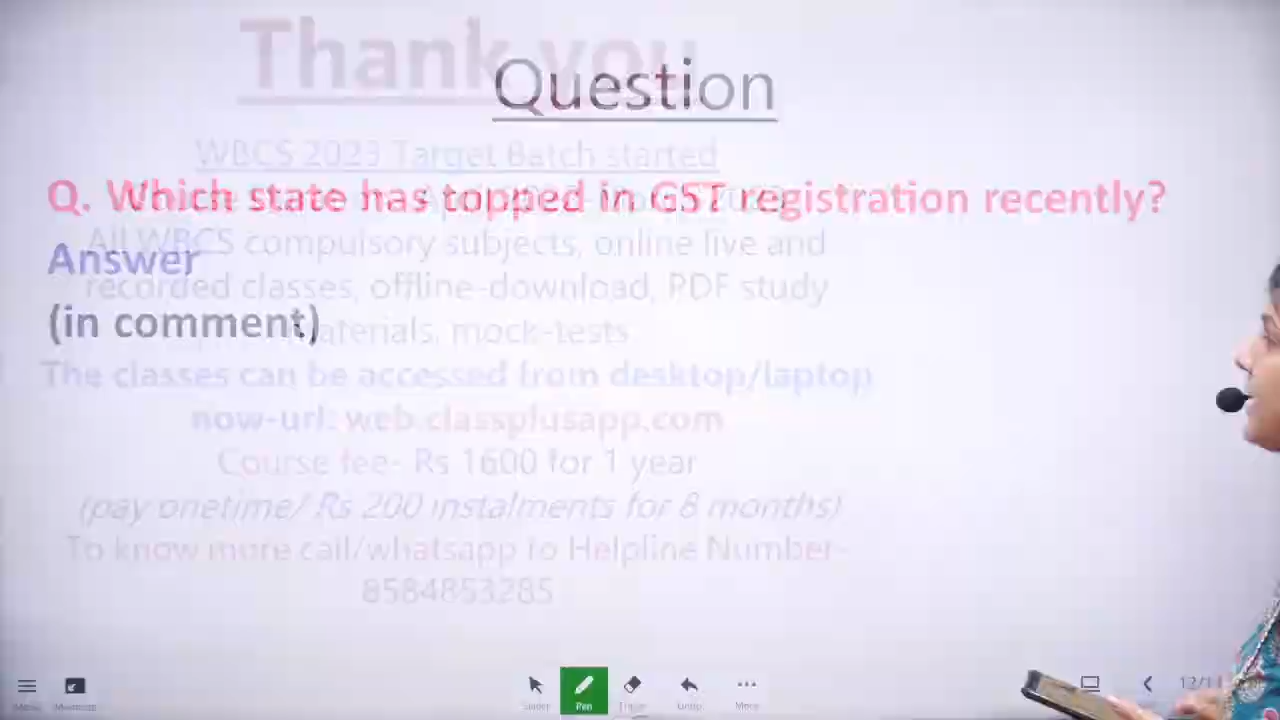 Thank you
Question
WBCS 2023 Target Batch started
Q. Which state has topped in GST registration recently?
All WBCS compulsory subjects, online live and
Answer
recorded classes, offline-download, PDF study
(in comment)
materials, mock-tests
The classes can be accessed from desktop/laptop
now-url: web.classplusapp.com
Course fee- Rs 1600 for 1 year
(pay onetime/ Rs 200 instalments for 8 months)
To know more call/whatsapp to Helpline Number-
8584853285
Menu
Pen
Undo
More